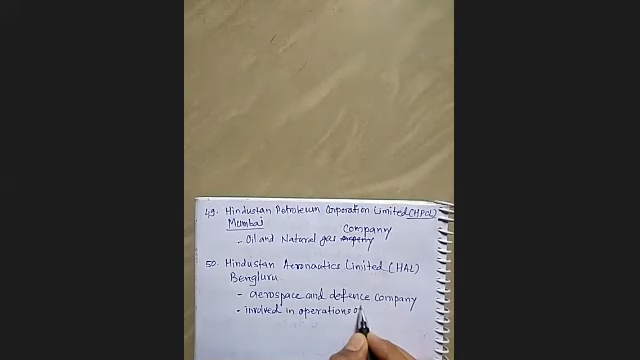 49. Hindustan Petroleum Corporation Limited (HPCL)
Mumbai
Company
- Oil and Natural gas
50. Hindustan Aeronautics Limited (HAL)
Bengluru
- aerospace and defence company
- involved in operations o